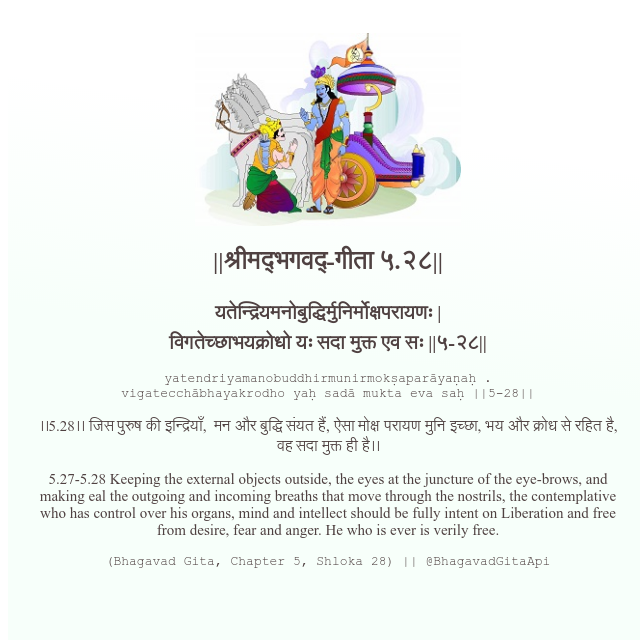 ||श्रीमद्‍भगवद्‍-गीता ५.२८||
यतेन्द्रियमनोबुद्धिर्मुनिर्मोक्षपरायणः |
विगतेच्छाभयक्रोधो यः सदा मुक्त एव सः ||५-२८||
yatendriyamanobuddhirmunirmokṣaparāyaṇaḥ .
vigatecchābhayakrodho yaḥ sadā mukta eva saḥ ||5-28||
।।5.28।। जिस पुरुष की इन्द्रियाँ,  मन और बुद्धि संयत हैं, ऐसा मोक्ष परायण मुनि इच्छा, भय और क्रोध से रहित है,
वह सदा मुक्त ही है।।
5.27-5.28 Keeping the external objects outside, the eyes at the juncture of the eye-brows, and
making eal the outgoing and incoming breaths that move through the nostrils, the contemplative
who has control over his organs, mind and intellect should be fully intent on Liberation and free
from desire, fear and anger. He who is ever is verily free.
(Bhagavad Gita, Chapter 5, Shloka 28) || @BhagavadGitaApi